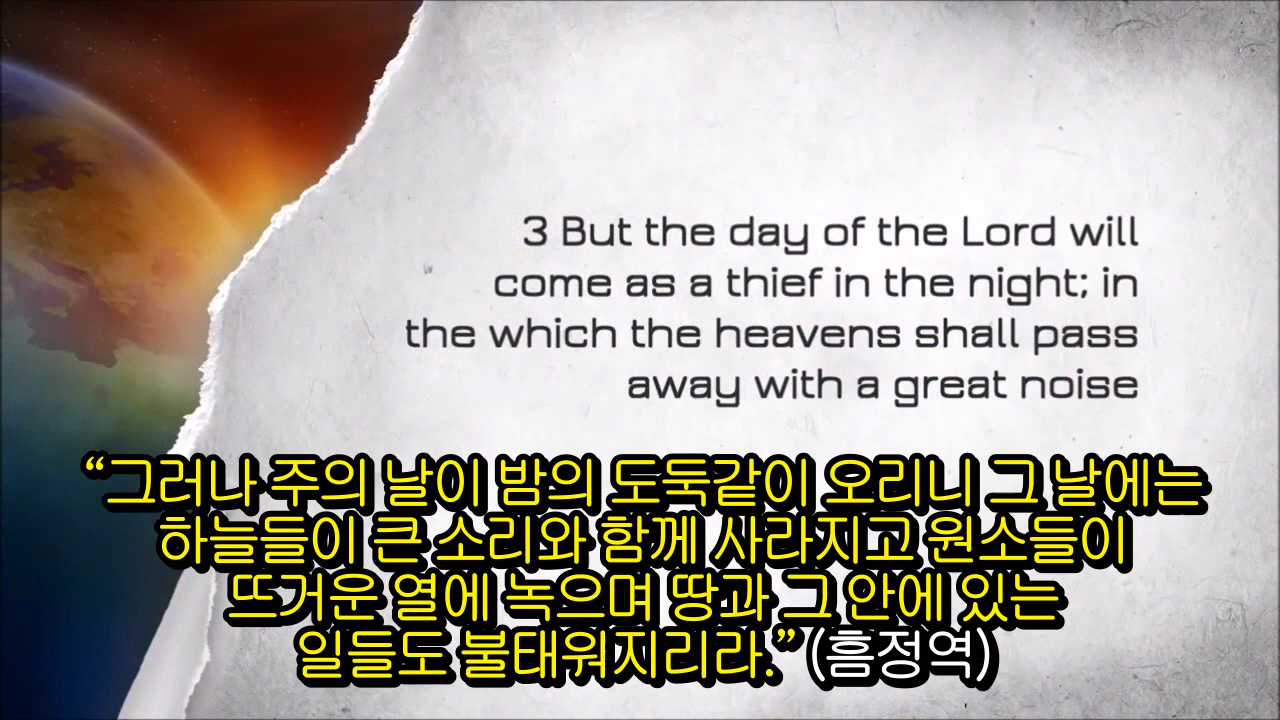 3 But the day of the Lord will
come as a thief in the night; in
the which the heavens shall pass
away with a great noise
“그러나 주의 날이 밤의 도둑같이 오리니 그 날에는
하늘들이 큰 소리와 함께 사라지고 원소들이
뜨거운 열에 녹으며 땅과 그 안에 있는
일들도 불태워지리라.” (흠정역)